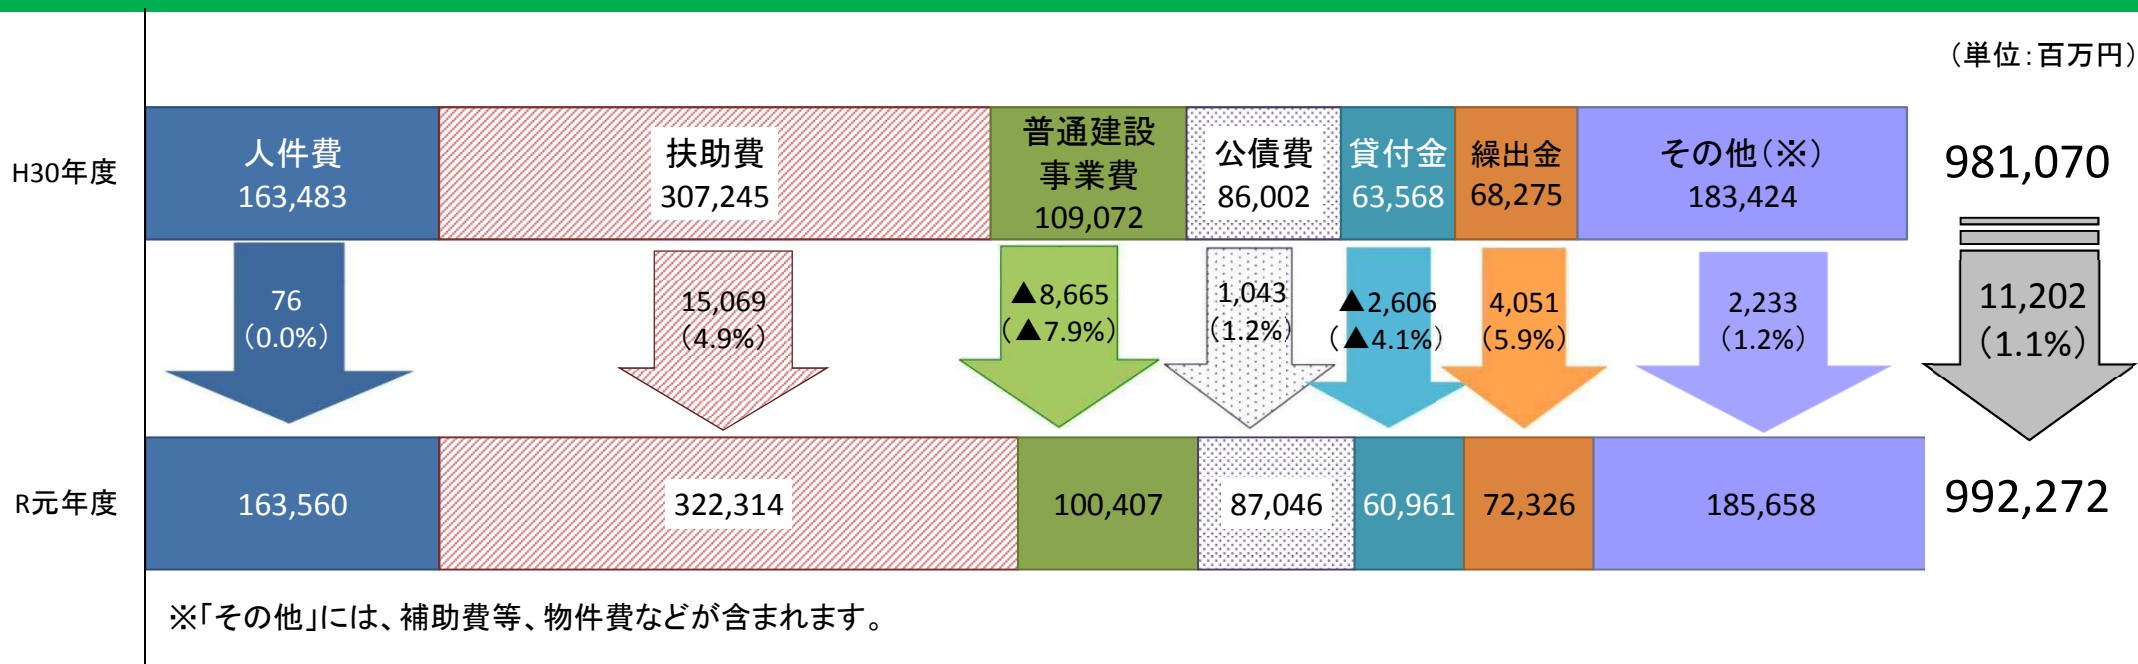 （単位：百万円）
H30年度
人件費
163,483
扶助費
307,245
普通建設
事業費
109,072
公債費
86,002
貸付金
63,568
繰出金
68,275
その他（※）
183,424
981,070
76
（0.0%）
15,069
（4.9%）
▲8,665
（▲7.9%）
1,043
（1.2%）
▲2,606
（▲4.1%）
4,051
（5.9%）
2,233
（1.2%）
11,202
（1.1%）
R元年度
163,560
322,314
100,407
87,046
60,961
72,326
185,658
992,272
※「その他」には、補助費等、物件費などが含まれます。